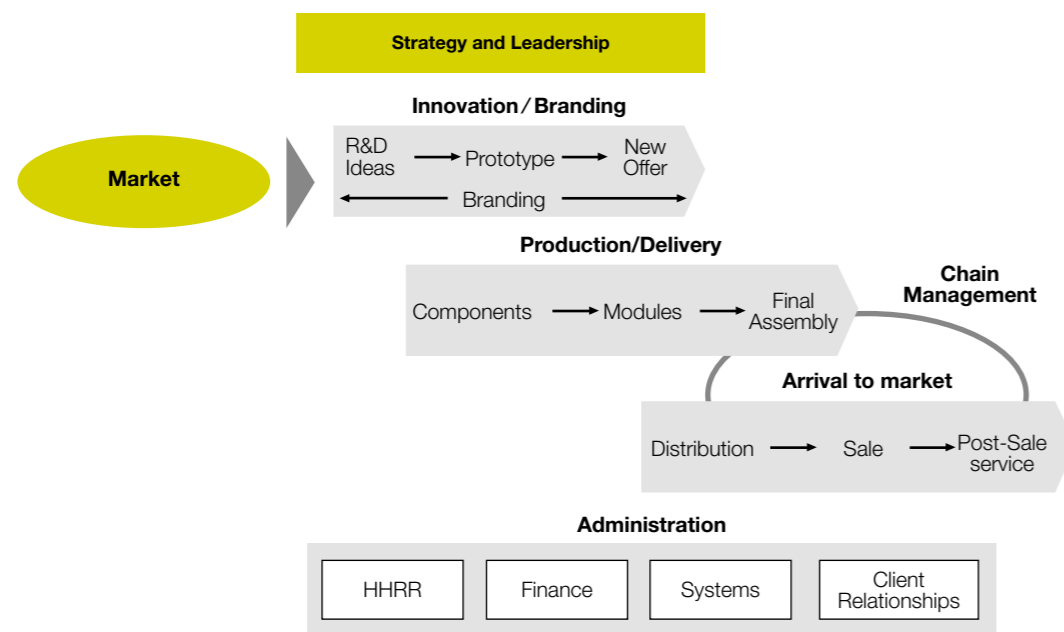 Strategy and Leadership
Innovation/Branding
Market
R&D
Ideas
Prototype
New
Offer
Branding
Production/Delivery
Components
Modules
Final
Assembly
Chain
Management
Arrival to market
Distribution
Sale
Post-Sale
service
Administration
HHRR
Finance
Systems
Client
Relationships